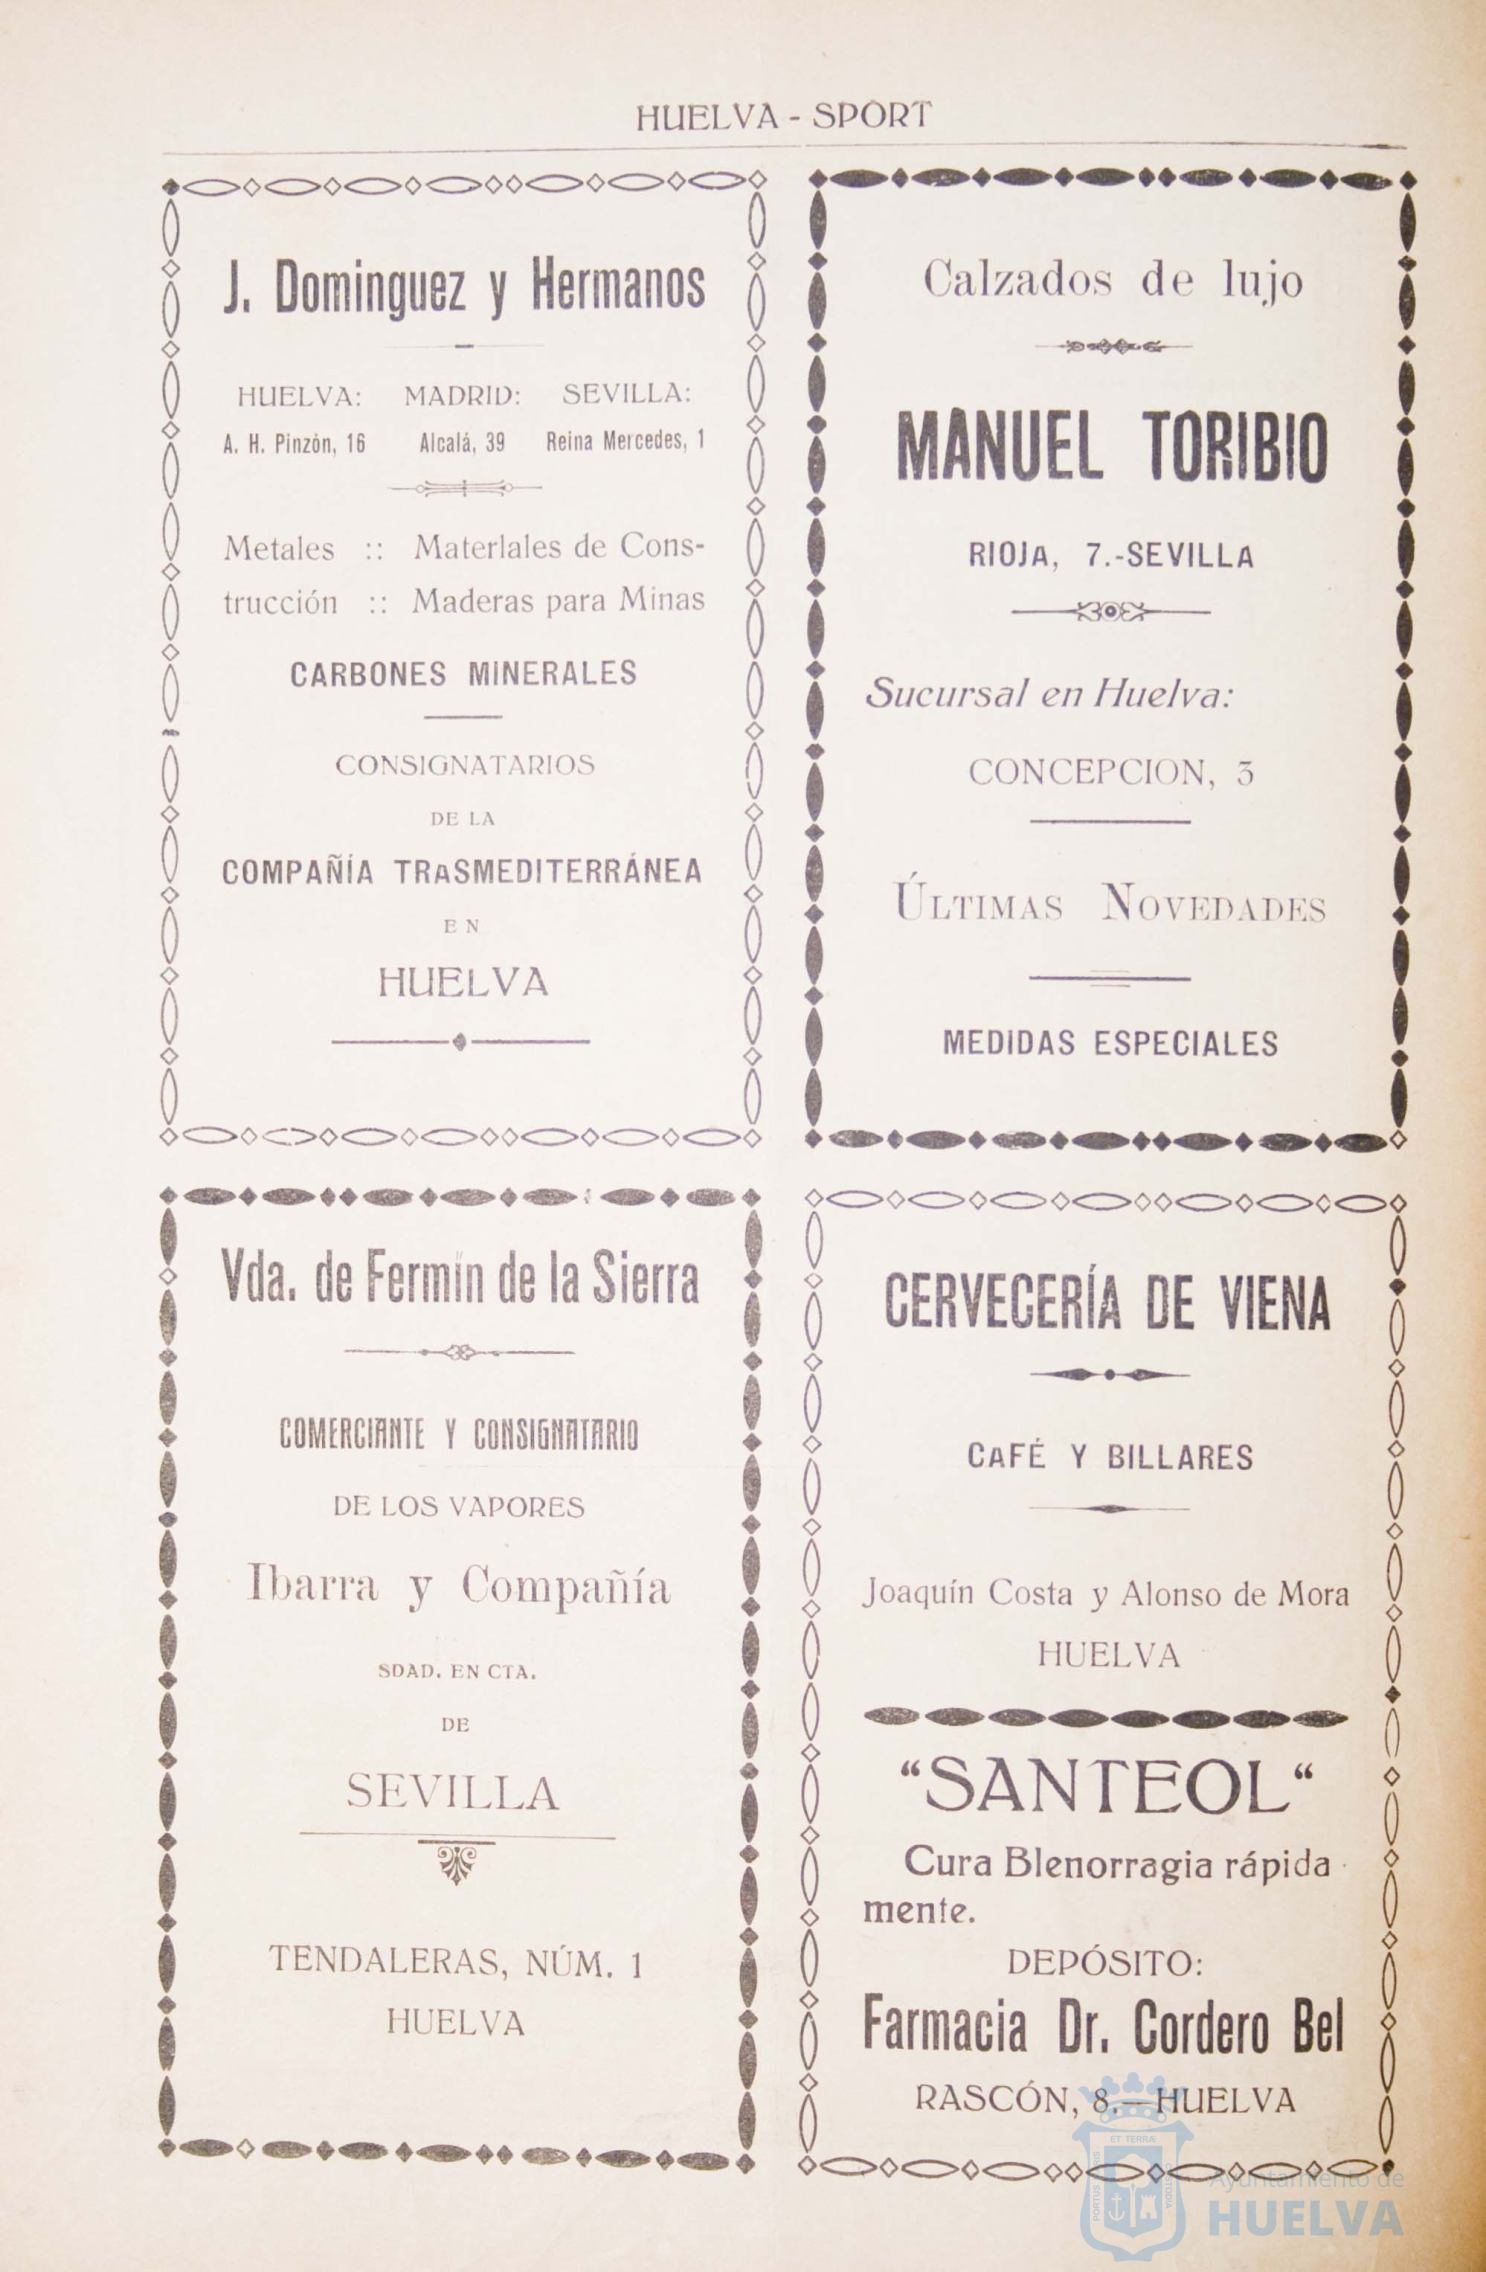 HUELVA - SPORT
J. Dominguez y Hermanos
HUELVA: MADRID: SEVILLA:
A. H. Pinzón, 16 Alcalá, 39 Reina Mercedes, 1
Metales :: Materlales de Cons-
trucción :: Maderas para Minas
CARBONES MINERALES
CONSIGNATARIOS
DE LA
COMPAÑÍA TRASMEDITERRÁNEA
EN
HUELVA
Calzados de lujo
MANUEL TORIBIO
RIOJA, 7.-SEVILLA
Sucursal en Huelva:
CONCEPCION, 3
ÚLTIMAS NOVEDADES
MEDIDAS ESPECIALES
Vda. de Fermín de la Sierra
COMERCIANTE Y CONSIGNATARIO
DE LOS VAPORES
Ibarra y Compañía
SDAD. EN CTA.
DE
SEVILLA
TENDALERAS, NÚM. 1
HUELVA
CERVECERÍA DE VIENA
CAFÉ Y BILLARES
Joaquín Costa y Alonso de Mora
HUELVA
“SANTEOL“
Cura Blenorragia rápida
mente.
DEPÓSITO:
Farmacia Dr. Cordero Bel
RASCÓN, 8.—HUELVA
PORTUS MARIS ET TERRÆ CUSTODIA
Ayuntamiento de
HUELVA